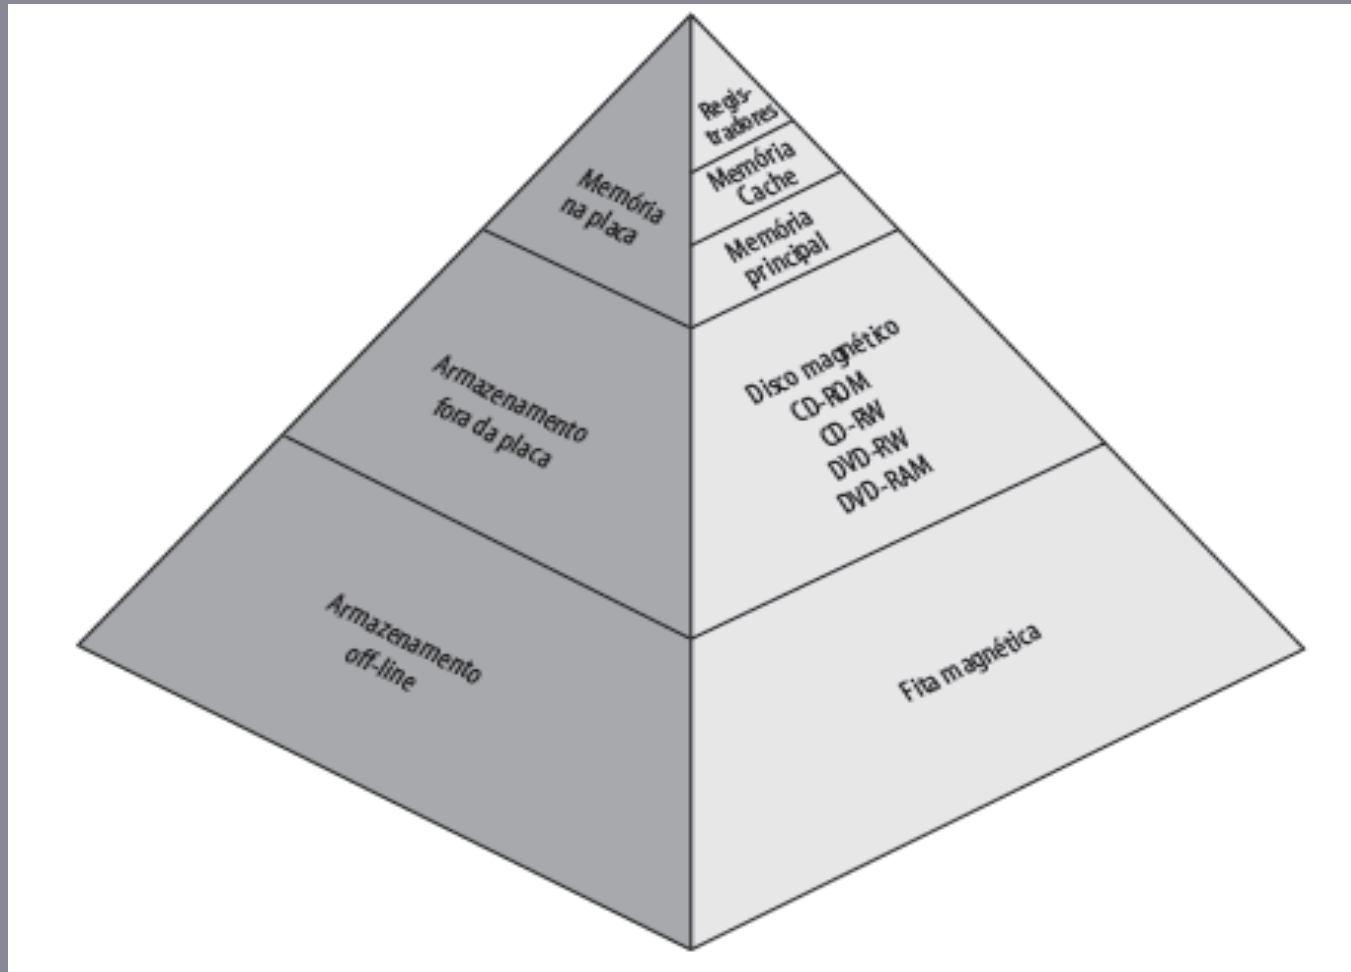 Regis-
tradores
Memória
Cache
Memória
principal
Memória
na placa
Disco magnético
CD-ROM
CD-RW
DVD-RW
DVD-RAM
Armazenamento
fora da placa
Fita magnética
Armazenamento
off-line